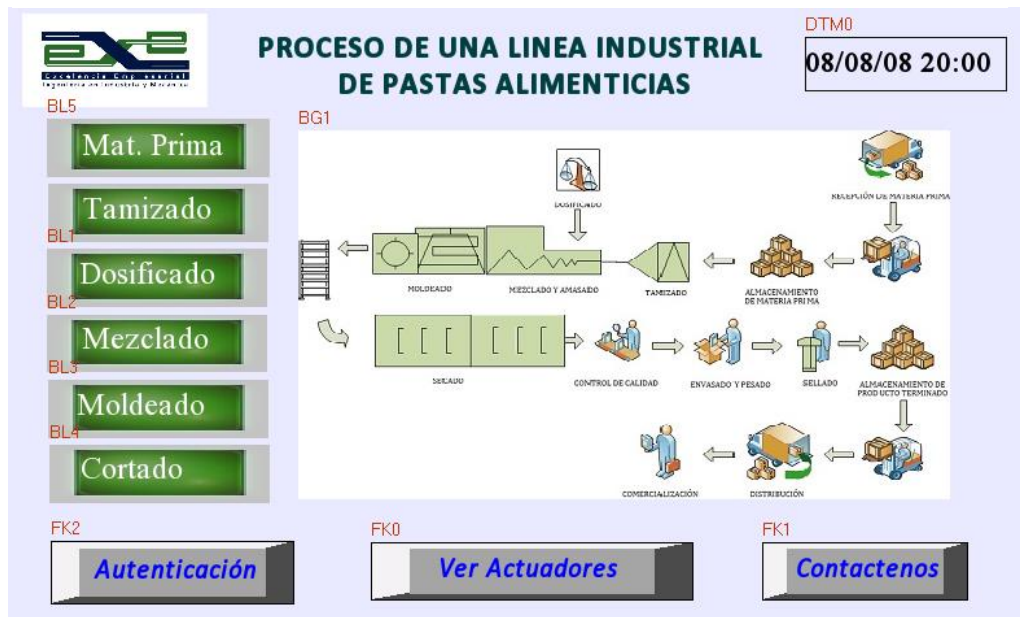 DTM0
PROCESO DE UNA LINEA INDUSTRIAL
DE PASTAS ALIMENTICIAS
08/08/08 20:00
exe
Excelencia Empresarial
BL5
BG1
Mat. Prima
Tamizado
BL1
Dosificado
BL2
Mezclado
BL3
Moldeado
BL4
Cortado
DOSIFICADO
RECEPCIÓN DE MATERIA PRIMA
MOLDEADO
MEZCLADO Y AMASADO
TAMIZADO
ALMACENAMIENTO
DE MATERIA PRIMA
SECADO
CONTROL DE CALIDAD
ENVASADO Y PESADO
SELLADO
ALMACENAMIENTO DE
PRODUCTO TERMINADO
COMERCIALIZACIÓN
DISTRIBUCIÓN
FK2
FK0
FK1
Autenticación
Ver Actuadores
Contactenos